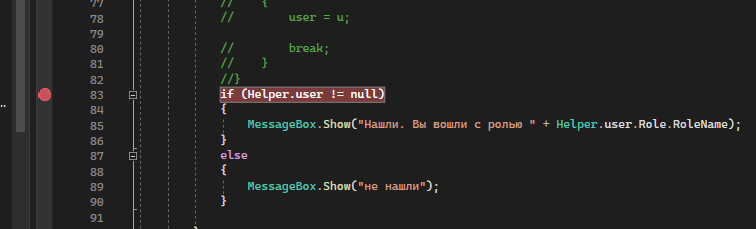 77 // {
78 // user = u;
79
80 // break;
81 // }
82 //}
83 if (Helper.user != null)
84 {
85 MessageBox.Show("Нашли. Вы вошли с ролью " + Helper.user.Role.RoleName);
86 }
87 else
88 {
89 MessageBox.Show("не нашли");
90 }
91